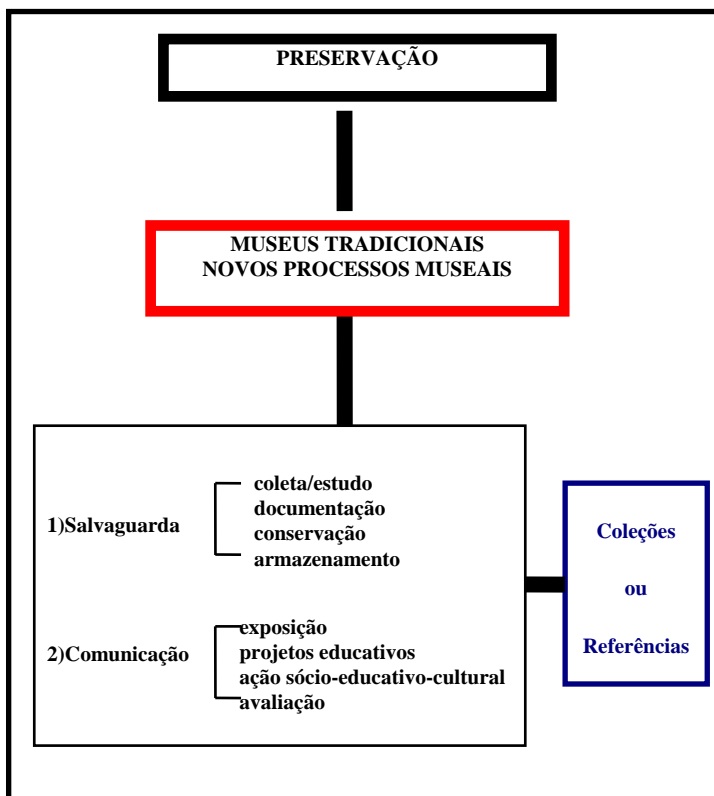 PRESERVAÇÃO
MUSEUS TRADICIONAIS
NOVOS PROCESSOS MUSEAIS
1)Salvaguarda
coleta/estudo
documentação
conservação
armazenamento
2)Comunicação
exposição
projetos educativos
ação sócio-educativo-cultural
avaliação
Coleções
ou
Referências